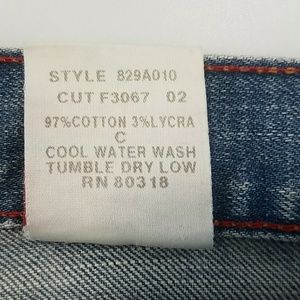 STYLE 829A010
CUT F3067 02
97%COTTON 3%LYCRA
C
COOL WATER WASH
TUMBLE DRY LOW
RN 80318